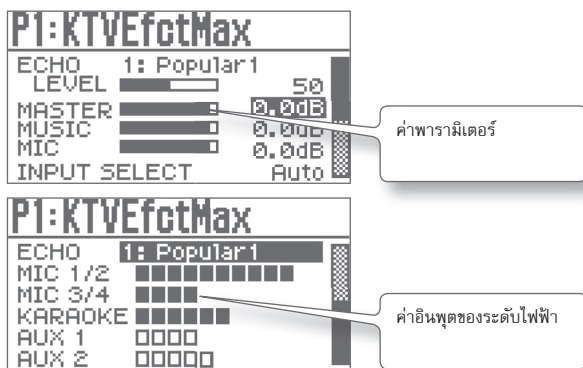 P1:KTVEfctMax
ECHO 1: Popular1
LEVEL 50
MASTER 0.0dB
MUSIC 0.0dB
MIC 0.0dB
INPUT SELECT Auto
ค่าพารามิเตอร์
P1:KTVEfctMax
ECHO 1: Popular1
MIC 1/2
MIC 3/4
KARAOKE
AUX 1
AUX 2
ค่าอินพุตของระดับไฟฟ้า